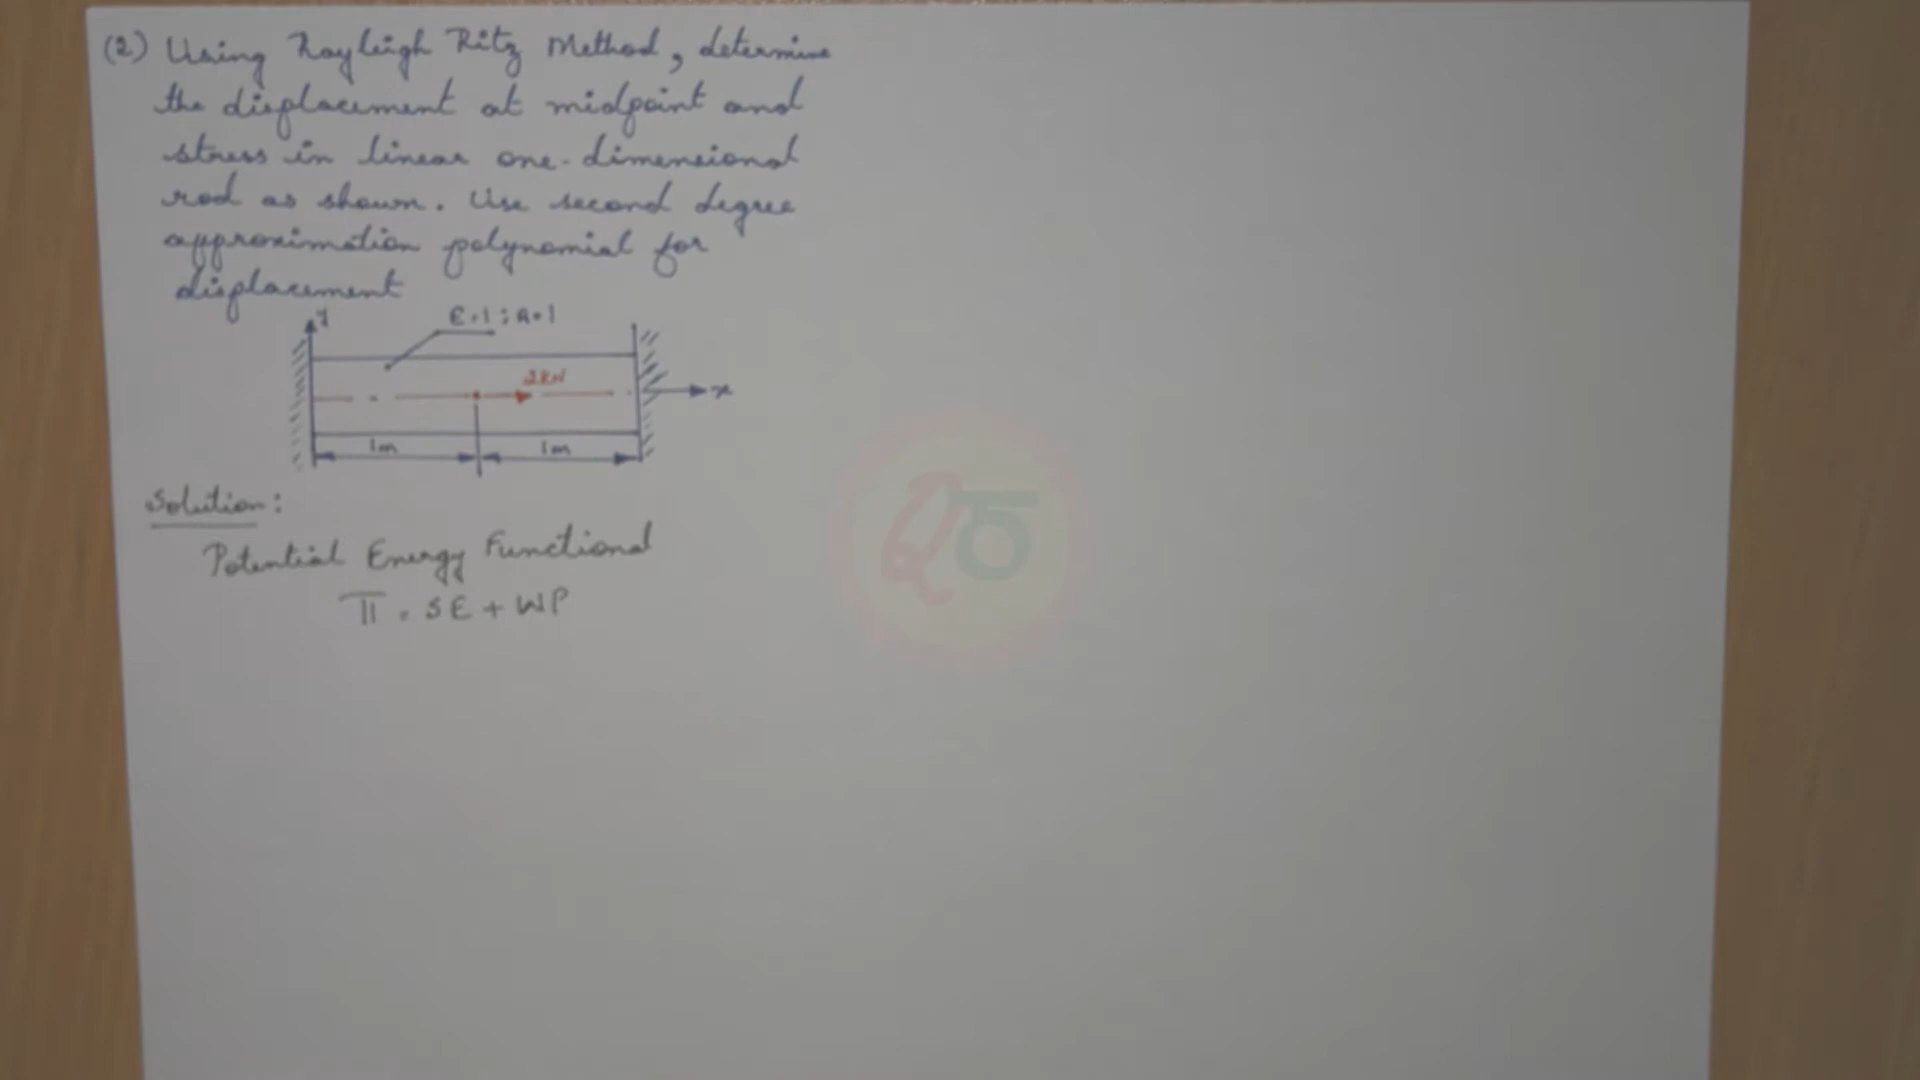 (2) Using Rayleigh Ritz Method, determine
the displacement at midpoint and
stress in linear one-dimensional
rod as shown. Use second degree
approximation polynomial for
displacement
y
E=1; A=1
2kN
x
1m 1m
Solution:
Potential Energy Functional
π = SE + WP